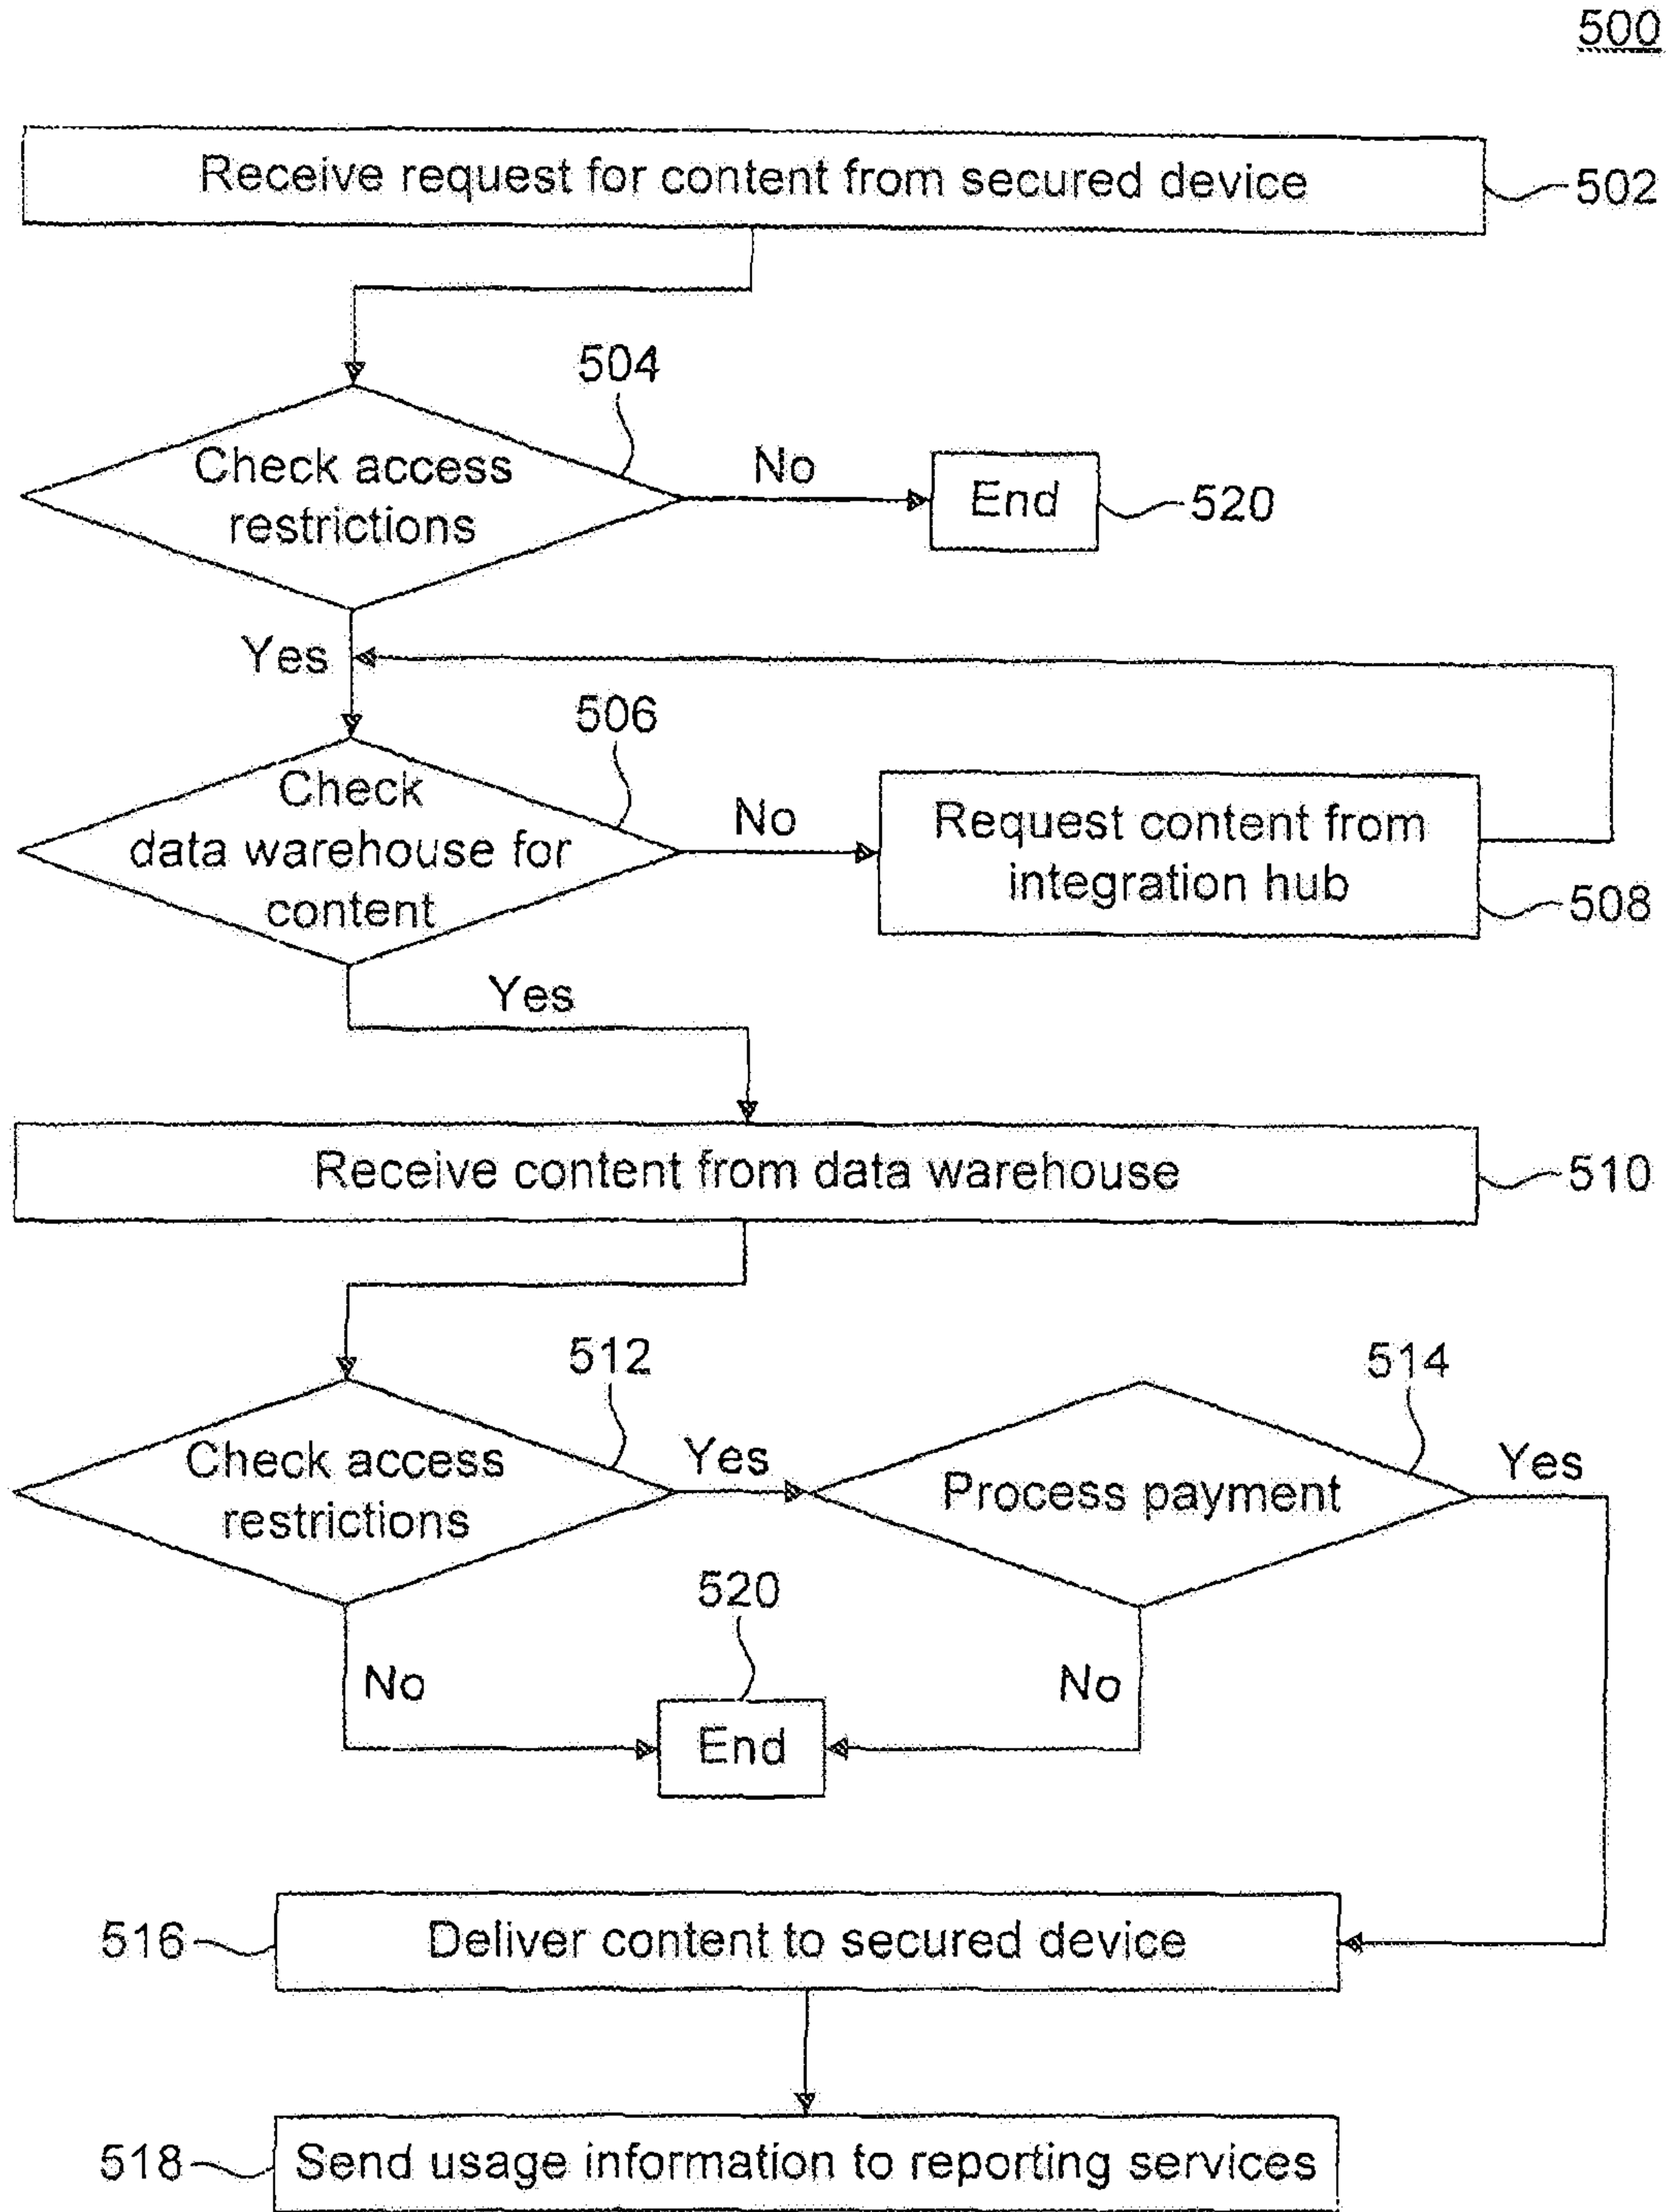 500
Receive request for content from secured device
502
504
Check access
restrictions
No
End
520
Yes
506
Check
data warehouse for
content
No
Request content from
integration hub
508
Yes
Receive content from data warehouse
510
512
Check access
restrictions
Yes
514
Process payment
Yes
No
520
End
No
516
Deliver content to secured device
518
Send usage information to reporting services